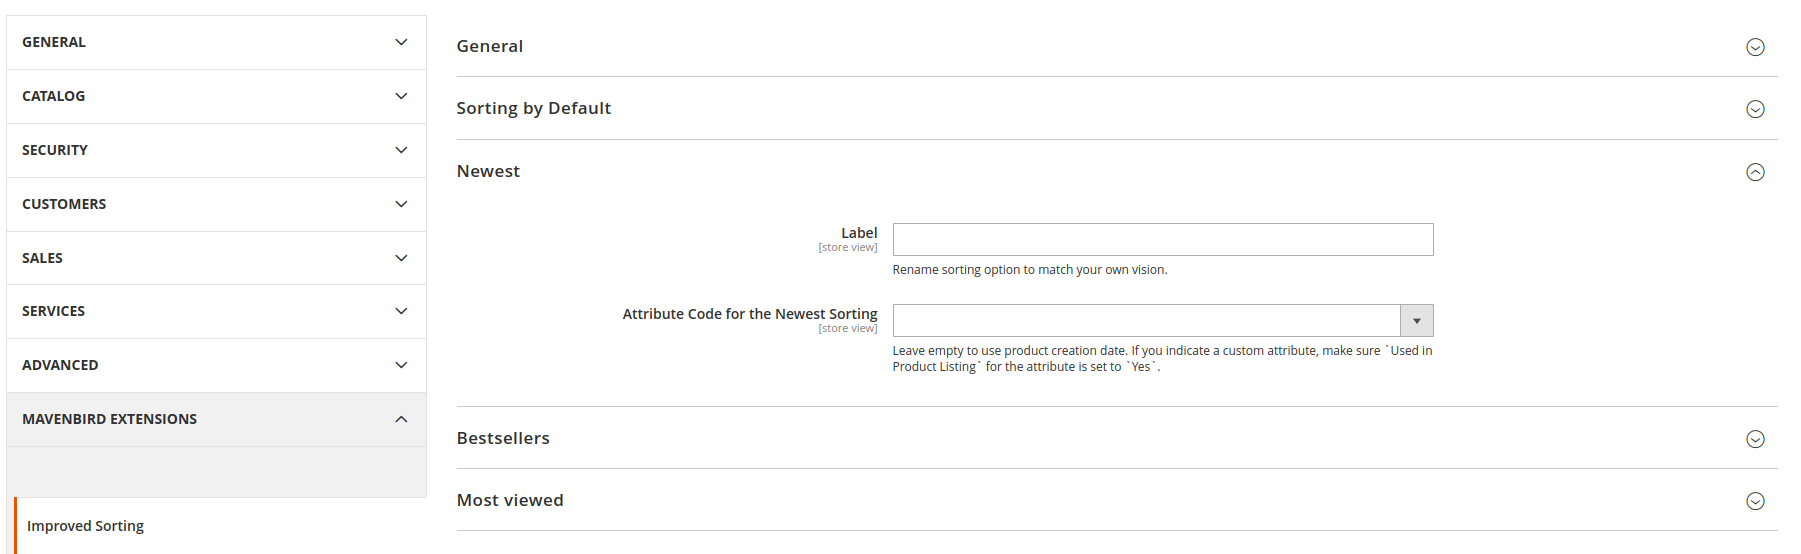 GENERAL
CATALOG
SECURITY
CUSTOMERS
SALES
SERVICES
ADVANCED
MAVENBIRD EXTENSIONS
Improved Sorting
General
Sorting by Default
Newest
Label
[store view]
Rename sorting option to match your own vision.
Attribute Code for the Newest Sorting
[store view]
Leave empty to use product creation date. If you indicate a custom attribute, make sure `Used in
Product Listing` for the attribute is set to `Yes`.
Bestsellers
Most viewed